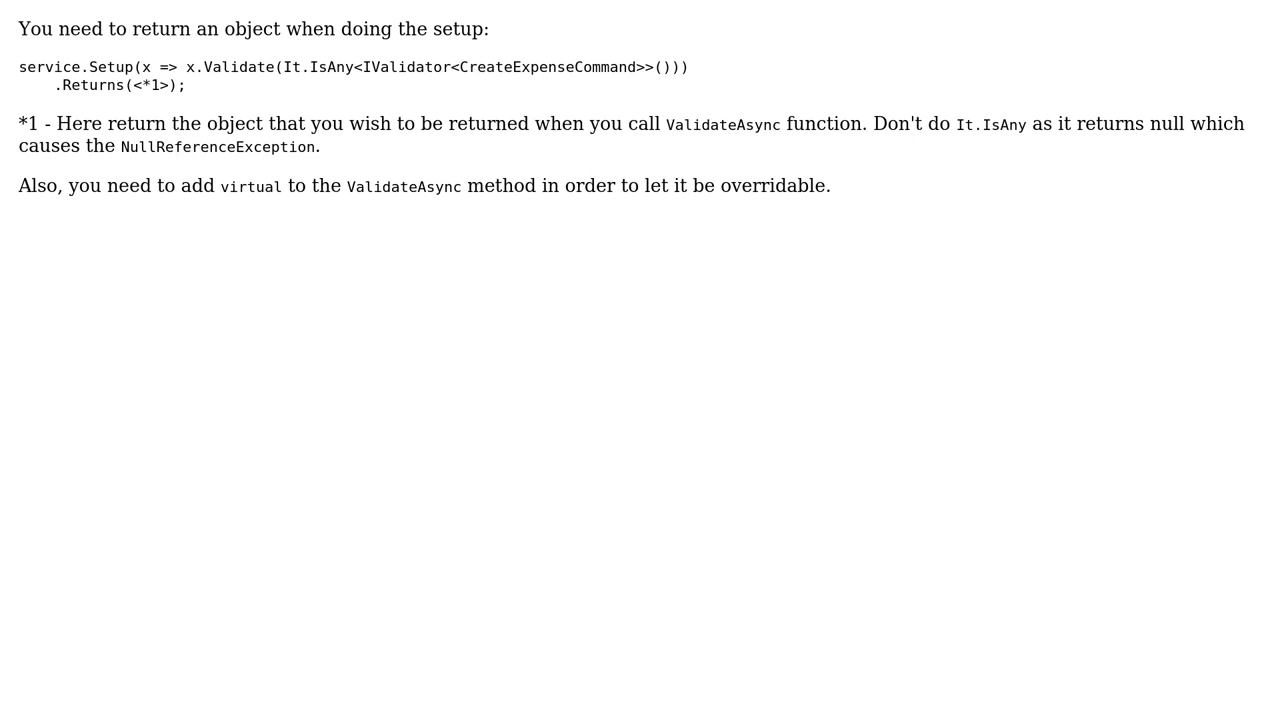 You need to return an object when doing the setup:
service.Setup(x => x.Validate(It.IsAny<IValidator<CreateExpenseCommand>>()))
    .Returns(<*1>);
*1 - Here return the object that you wish to be returned when you call ValidateAsync function. Don't do It.IsAny as it returns null which
causes the NullReferenceException.
Also, you need to add virtual to the ValidateAsync method in order to let it be overridable.